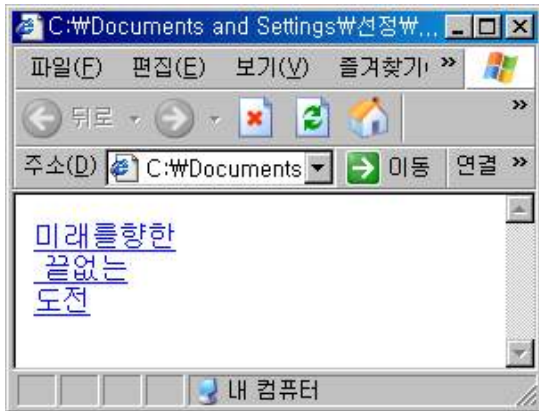 C:₩Documents and Settings₩선정₩...
파일(F) 편집(E) 보기(V) 즐겨찾기 »
뒤로 »
주소(D) C:₩Documents 이동 연결 »
미래를향한
끝없는
도전
내 컴퓨터